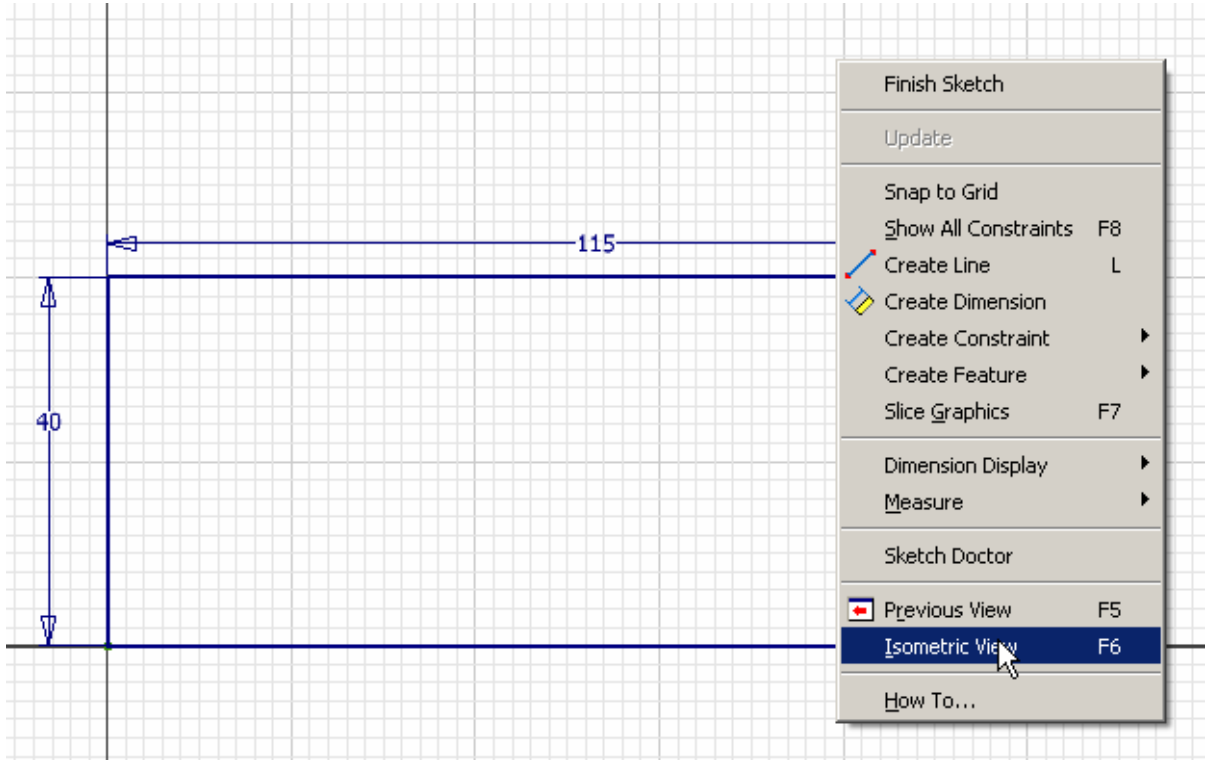 Finish Sketch
Update
Snap to Grid
Show All Constraints F8
115
Create Line L
Create Dimension
Create Constraint
Create Feature
Slice Graphics F7
40
Dimension Display
Measure
Sketch Doctor
Previous View F5
Isometric View F6
How To...